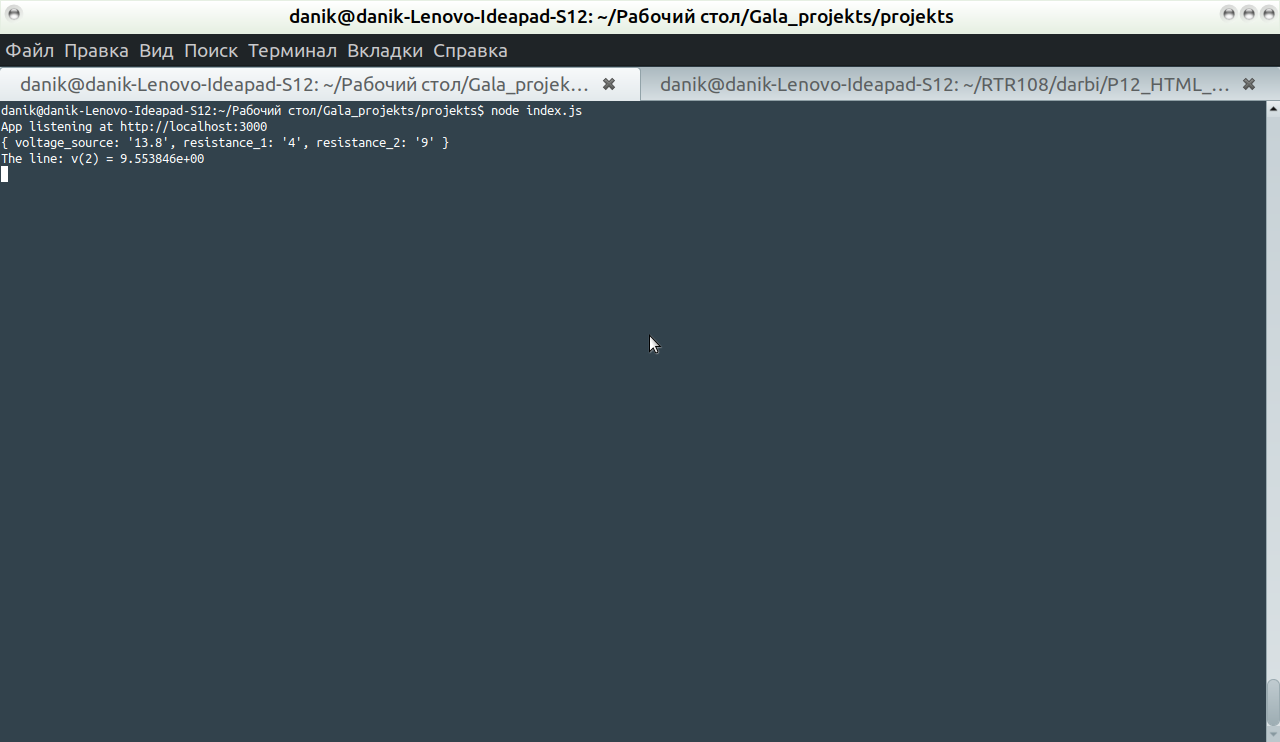 danik@danik-Lenovo-Ideapad-S12: ~/Рабочий стол/Gala_projekts/projekts
Файл Правка Вид Поиск Терминал Вкладки Справка
danik@danik-Lenovo-Ideapad-S12: ~/Рабочий стол/Gala_projek... danik@danik-Lenovo-Ideapad-S12: ~/RTR108/darbi/P12_HTML_...
danik@danik-Lenovo-Ideapad-S12:~/Рабочий стол/Gala_projekts/projekts$ node index.js
App listening at http://localhost:3000
{ voltage_source: '13.8', resistance_1: '4', resistance_2: '9' }
The line: v(2) = 9.553846e+00